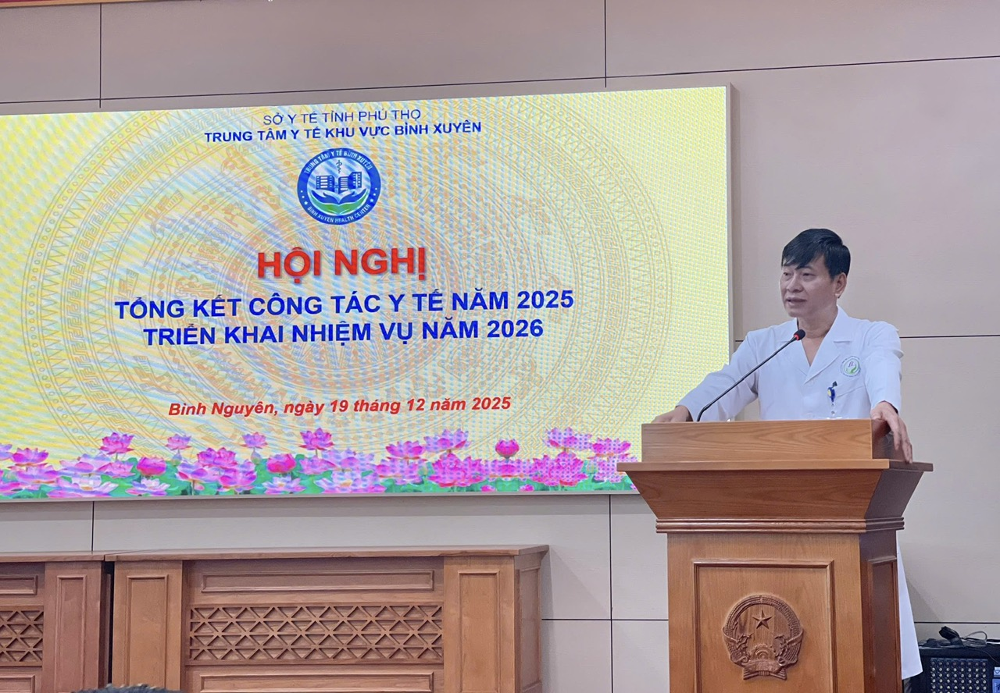 SỞ Y TẾ TỈNH PHÚ THỌ
TRUNG TÂM Y TẾ KHU VỰC BÌNH XUYÊN
TRUNG TÂM Y TẾ BÌNH XUYÊN
BINH XUYEN HEALTH CENTER
HỘI NGHỊ
TỔNG KẾT CÔNG TÁC Y TẾ NĂM 2025
TRIỂN KHAI NHIỆM VỤ NĂM 2026
Bình Nguyên, ngày 19 tháng 12 năm 2025